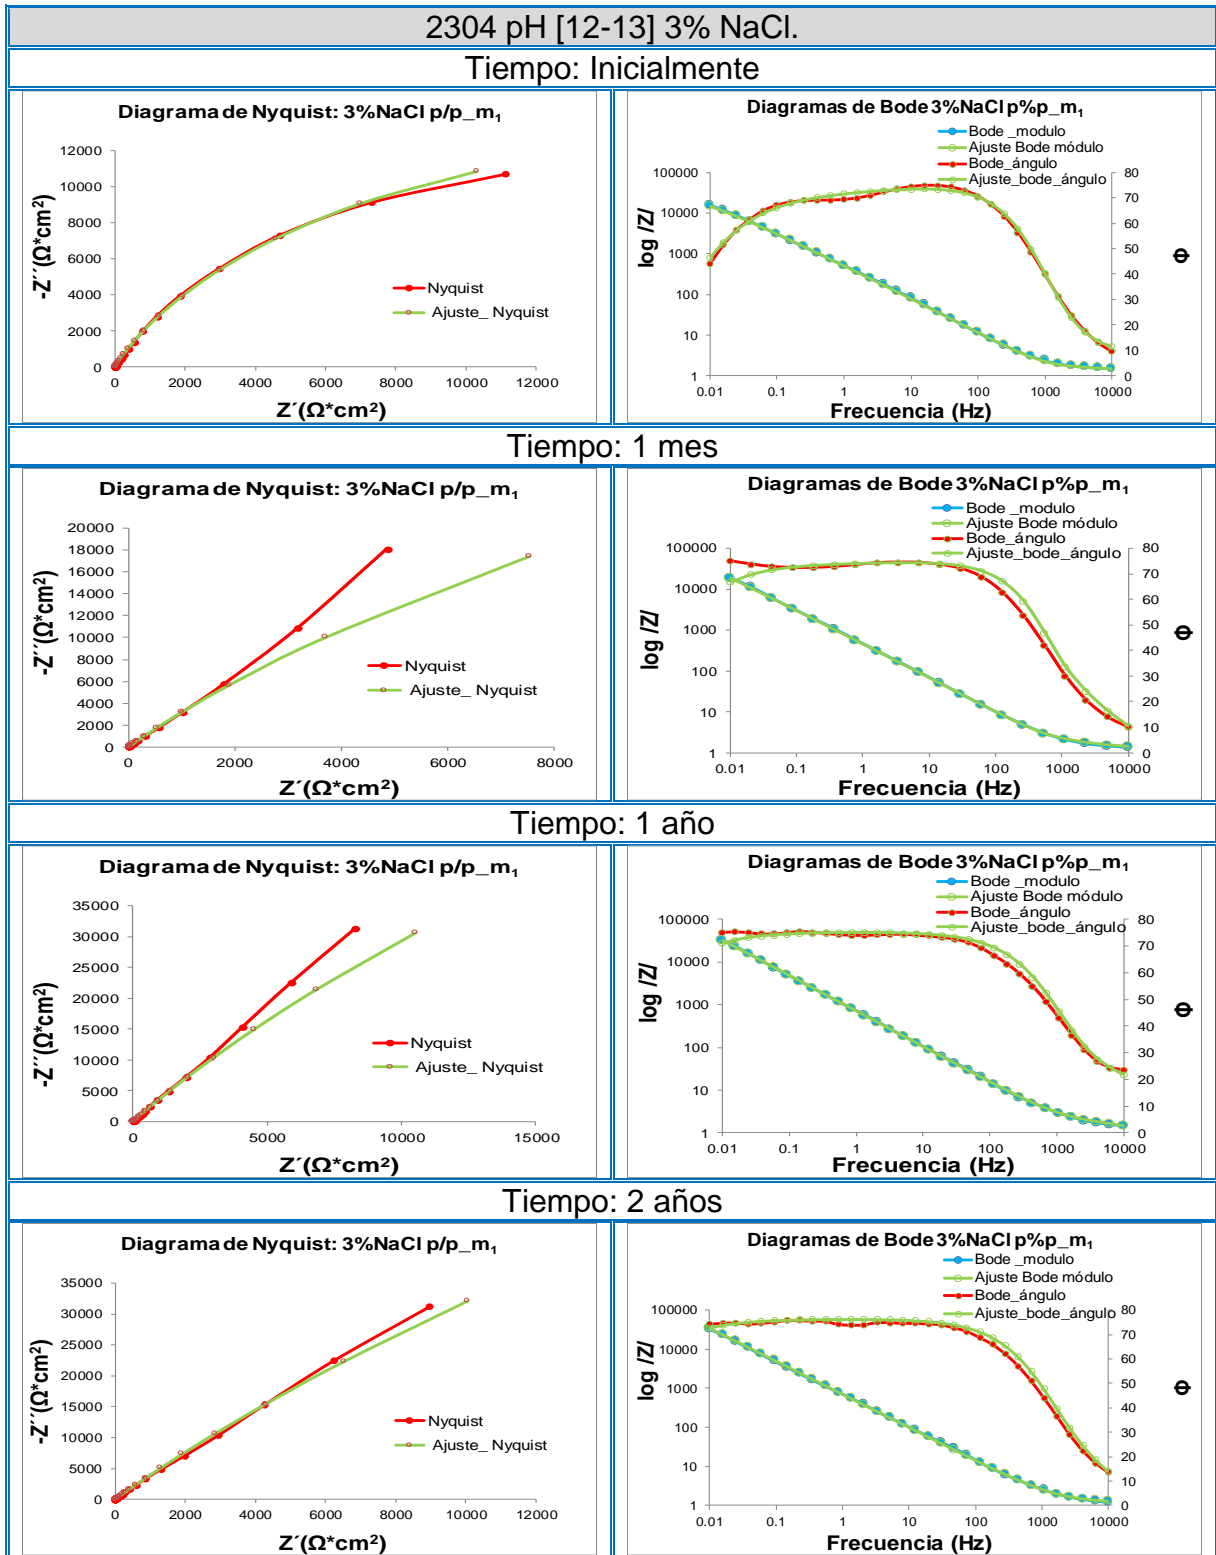 2304 pH [12-13] 3% NaCl.
Tiempo: Inicialmente
Diagrama de Nyquist: 3%NaCl p/p_m₁
12000
10000
8000
6000
4000
2000
0
-Z´´(Ω*cm²)
Nyquist
Ajuste_ Nyquist
0 2000 4000 6000 8000 10000 12000
Z´(Ω*cm²)
Diagramas de Bode 3%NaCl p%p_m₁
Bode _modulo
Ajuste Bode módulo
Bode_ángulo
Ajuste_bode_ángulo
100000
10000
1000
100
10
1
log /Z/
80
70
60
50
40
30
20
10
0
Φ
0.01 0.1 1 10 100 1000 10000
Frecuencia (Hz)
Tiempo: 1 mes
Diagrama de Nyquist: 3%NaCl p/p_m₁
20000
18000
16000
14000
12000
10000
8000
6000
4000
2000
0
-Z´´(Ω*cm²)
Nyquist
Ajuste_ Nyquist
0 2000 4000 6000 8000
Z´(Ω*cm²)
Diagramas de Bode 3%NaCl p%p_m₁
Bode _modulo
Ajuste Bode módulo
Bode_ángulo
Ajuste_bode_ángulo
100000
10000
1000
100
10
1
log /Z/
80
70
60
50
40
30
20
10
0
Φ
0.01 0.1 1 10 100 1000 10000
Frecuencia (Hz)
Tiempo: 1 año
Diagrama de Nyquist: 3%NaCl p/p_m₁
35000
30000
25000
20000
15000
10000
5000
0
-Z´´(Ω*cm²)
Nyquist
Ajuste_ Nyquist
0 5000 10000 15000
Z´(Ω*cm²)
Diagramas de Bode 3%NaCl p%p_m₁
Bode _modulo
Ajuste Bode módulo
Bode_ángulo
Ajuste_bode_ángulo
100000
10000
1000
100
10
1
log /Z/
80
70
60
50
40
30
20
10
0
Φ
0.01 0.1 1 10 100 1000 10000
Frecuencia (Hz)
Tiempo: 2 años
Diagrama de Nyquist: 3%NaCl p/p_m₁
35000
30000
25000
20000
15000
10000
5000
0
-Z´´(Ω*cm²)
Nyquist
Ajuste_ Nyquist
0 2000 4000 6000 8000 10000 12000
Z´(Ω*cm²)
Diagramas de Bode 3%NaCl p%p_m₁
Bode _modulo
Ajuste Bode módulo
Bode_ángulo
Ajuste_bode_ángulo
100000
10000
1000
100
10
1
log /Z/
80
70
60
50
40
30
20
10
0
Φ
0.01 0.1 1 10 100 1000 10000
Frecuencia (Hz)